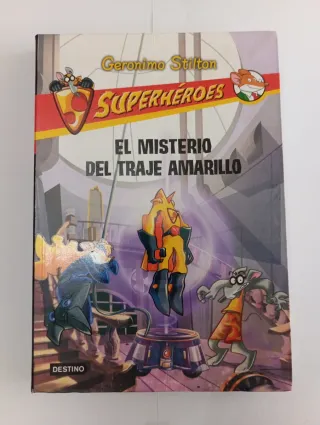 Geronimo Stilton
SUPERHÉROES
EL MISTERIO
DEL TRAJE AMARILLO
DESTINO